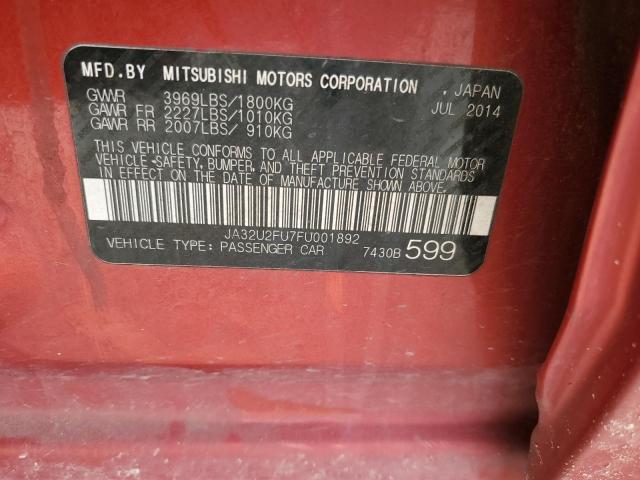 MFD.BY MITSUBISHI MOTORS CORPORATION , JAPAN
GVWR 3969LBS/1800KG JUL 2014
GAWR FR 2227LBS/1010KG
GAWR RR 2007LBS/ 910KG
THIS VEHICLE CONFORMS TO ALL APPLICABLE FEDERAL MOTOR
VEHICLE SAFETY, BUMPER, AND THEFT PREVENTION STANDARDS
IN EFFECT ON THE DATE OF MANUFACTURE SHOWN ABOVE.
JA32U2FU7FU001892
VEHICLE TYPE: PASSENGER CAR 7430B 599